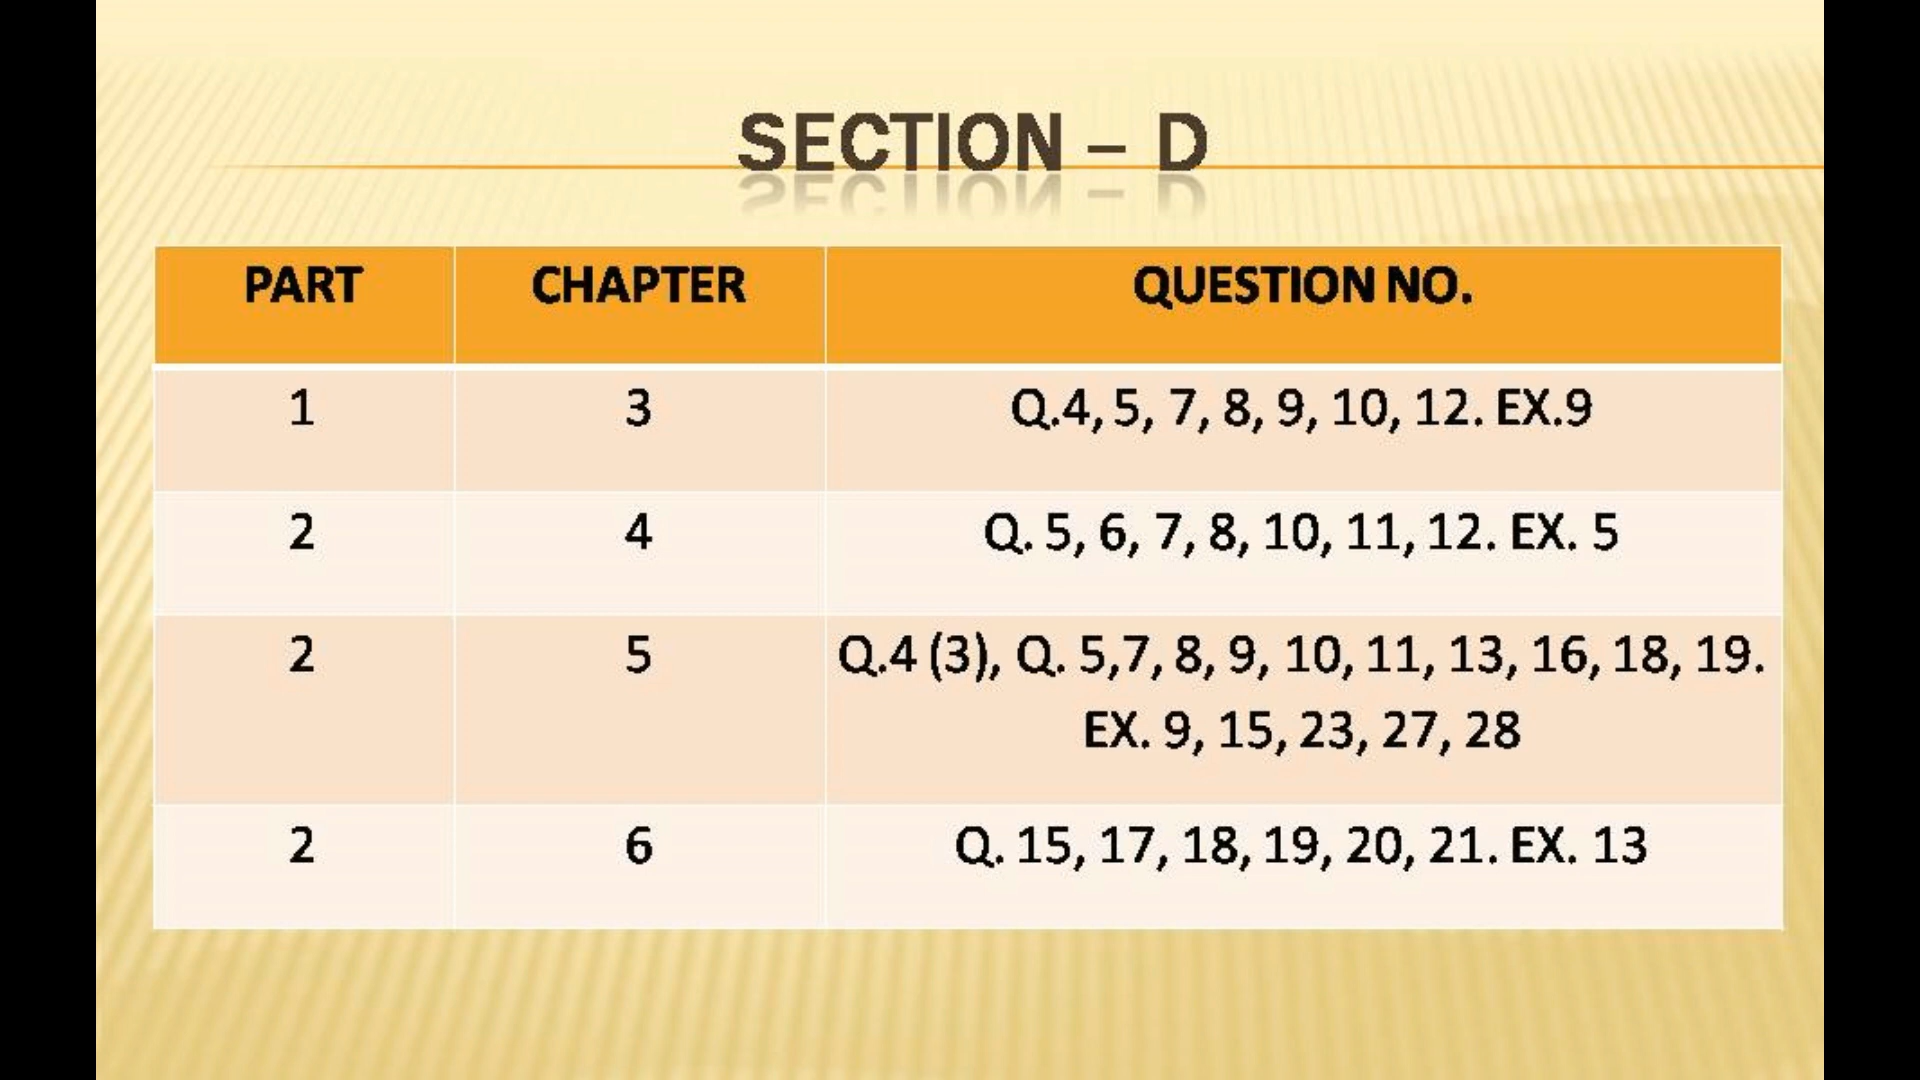 SECTION – D
PART CHAPTER QUESTION NO.
1 3 Q.4, 5, 7, 8, 9, 10, 12. EX.9
2 4 Q. 5, 6, 7, 8, 10, 11, 12. EX. 5
2 5 Q.4 (3), Q. 5,7, 8, 9, 10, 11, 13, 16, 18, 19.
EX. 9, 15, 23, 27, 28
2 6 Q. 15, 17, 18, 19, 20, 21. EX. 13